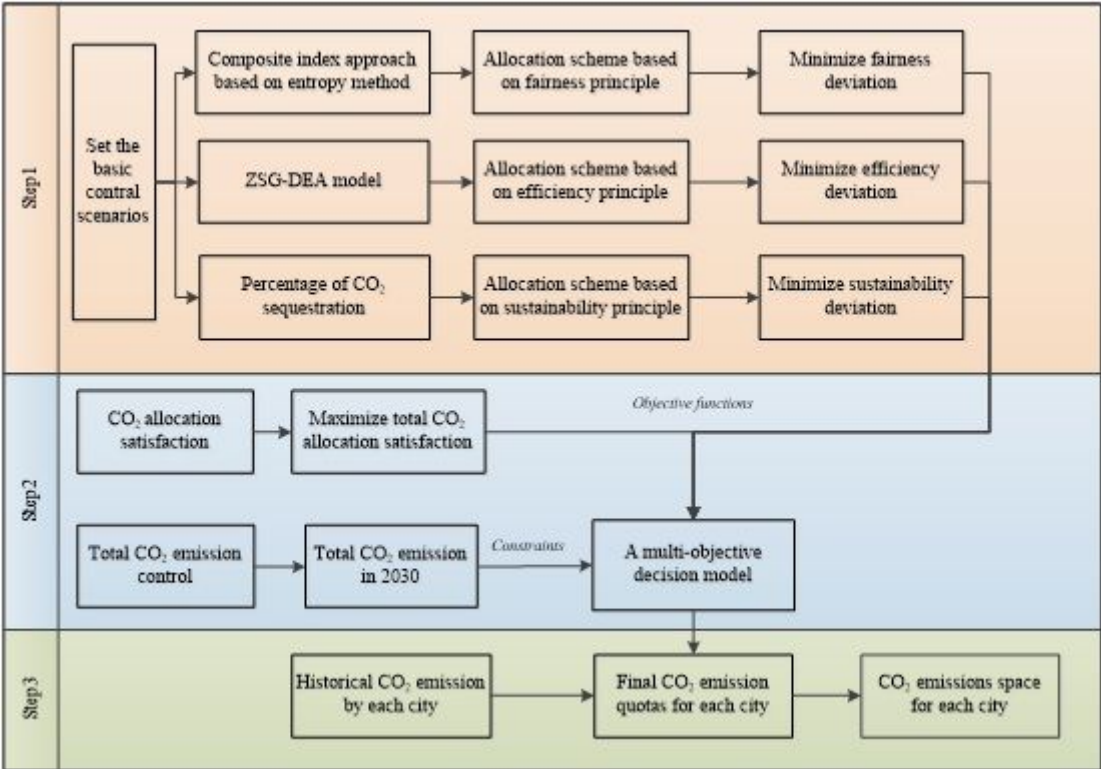 Step1
Set the
basic
contral
scenarios
Composite index approach
based on entropy method
Allocation scheme based
on fairness principle
Minimize fairness
deviation
ZSG-DEA model
Allocation scheme based
on efficiency principle
Minimize efficiency
deviation
Percentage of CO₂
sequestration
Allocation scheme based
on sustainability principle
Minimize sustainability
deviation
Step2
CO₂ allocation
satisfaction
Maximize total CO₂
allocation satisfaction
Objective functions
Total CO₂ emission
control
Total CO₂ emission
in 2030
Constraints
A multi-objective
decision model
Step3
Historical CO₂ emission
by each city
Final CO₂ emission
quotas for each city
CO₂ emissions space
for each city